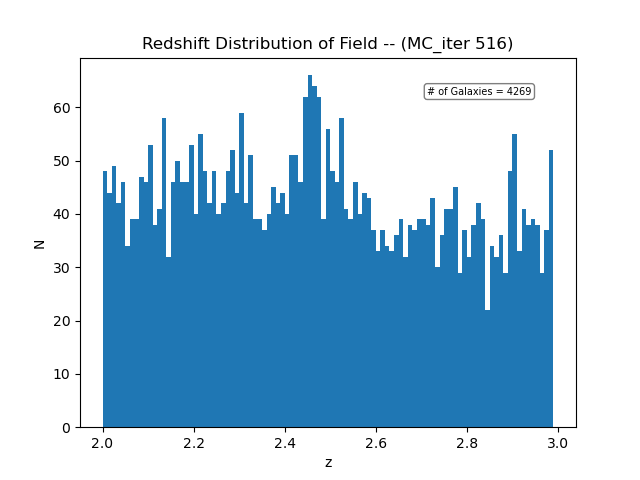 Redshift Distribution of Field -- (MC_iter 516)
# of Galaxies = 4269
60
50
40
30
20
10
0
N
2.0 2.2 2.4 2.6 2.8 3.0
z